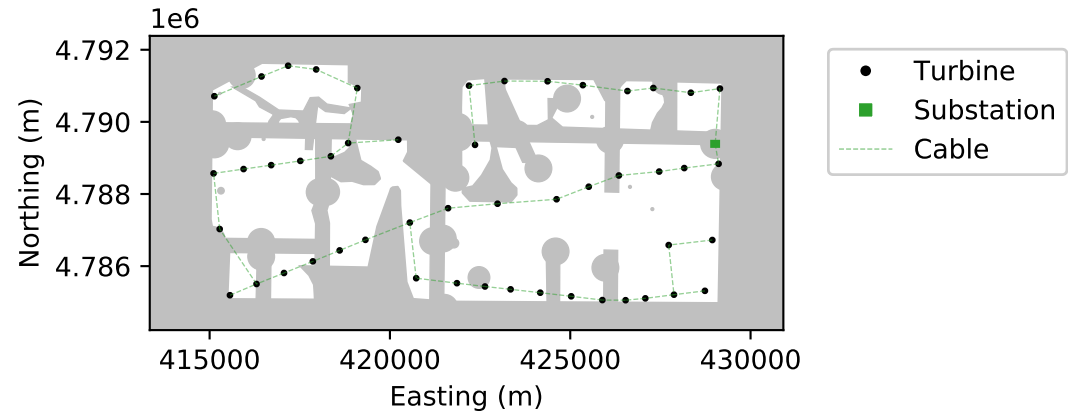 1e6
4.792
4.790
4.788
4.786
Northing (m)
415000 420000 425000 430000
Easting (m)
Turbine
Substation
Cable